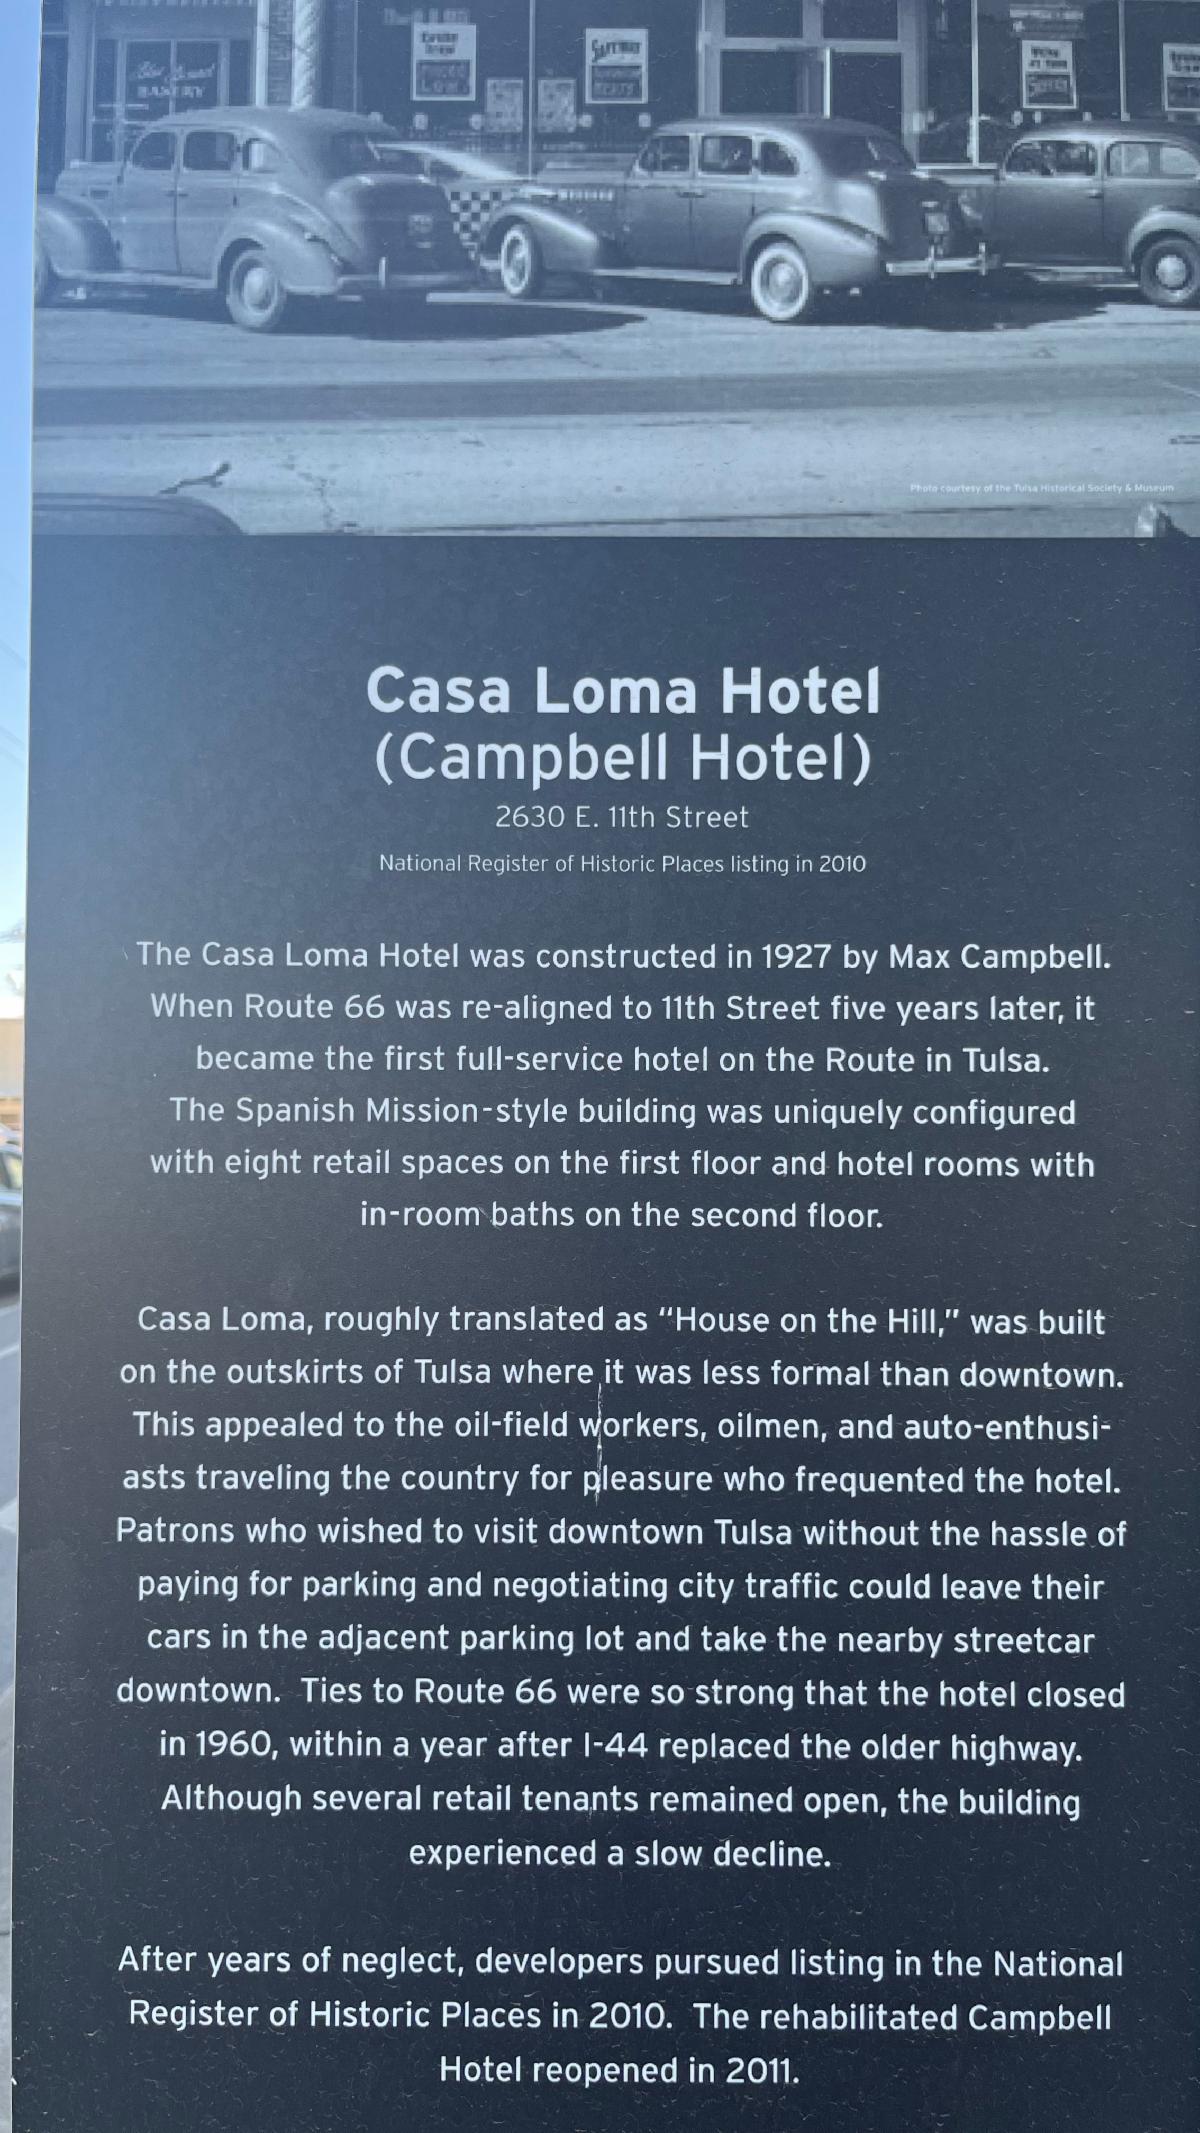 BAKERY
SAFEWAY
Photo courtesy of the Tulsa Historical Society & Museum
Casa Loma Hotel
(Campbell Hotel)
2630 E. 11th Street
National Register of Historic Places listing in 2010
The Casa Loma Hotel was constructed in 1927 by Max Campbell.
When Route 66 was re-aligned to 11th Street five years later, it
became the first full-service hotel on the Route in Tulsa.
The Spanish Mission-style building was uniquely configured
with eight retail spaces on the first floor and hotel rooms with
in-room baths on the second floor.
Casa Loma, roughly translated as “House on the Hill,” was built
on the outskirts of Tulsa where it was less formal than downtown.
This appealed to the oil-field workers, oilmen, and auto-enthusi-
asts traveling the country for pleasure who frequented the hotel.
Patrons who wished to visit downtown Tulsa without the hassle of
paying for parking and negotiating city traffic could leave their
cars in the adjacent parking lot and take the nearby streetcar
downtown.  Ties to Route 66 were so strong that the hotel closed
in 1960, within a year after I-44 replaced the older highway.
Although several retail tenants remained open, the building
experienced a slow decline.
After years of neglect, developers pursued listing in the National
Register of Historic Places in 2010.  The rehabilitated Campbell
Hotel reopened in 2011.